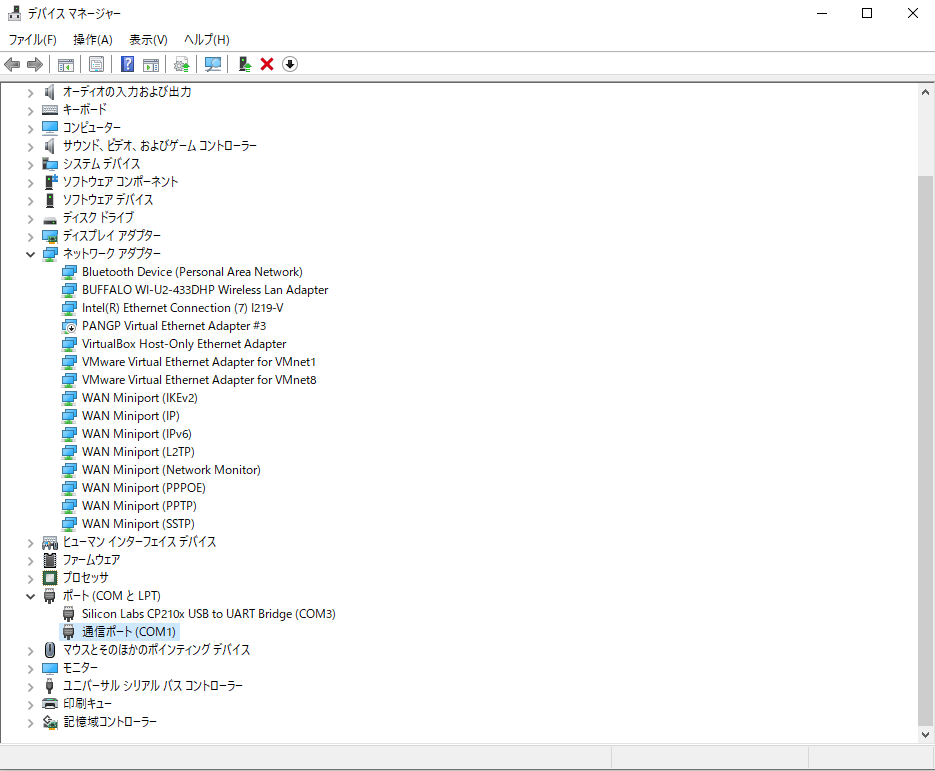 デバイス マネージャー
ファイル(F) 操作(A) 表示(V) ヘルプ(H)
オーディオの入力および出力
キーボード
コンピューター
サウンド、ビデオ、およびゲーム コントローラー
システム デバイス
ソフトウェア コンポーネント
ソフトウェア デバイス
ディスク ドライブ
ディスプレイ アダプター
ネットワーク アダプター
Bluetooth Device (Personal Area Network)
BUFFALO WI-U2-433DHP Wireless Lan Adapter
Intel(R) Ethernet Connection (7) I219-V
PANGP Virtual Ethernet Adapter #3
VirtualBox Host-Only Ethernet Adapter
VMware Virtual Ethernet Adapter for VMnet1
VMware Virtual Ethernet Adapter for VMnet8
WAN Miniport (IKEv2)
WAN Miniport (IP)
WAN Miniport (IPv6)
WAN Miniport (L2TP)
WAN Miniport (Network Monitor)
WAN Miniport (PPPOE)
WAN Miniport (PPTP)
WAN Miniport (SSTP)
ヒューマン インターフェイス デバイス
ファームウェア
プロセッサ
ポート (COM と LPT)
Silicon Labs CP210x USB to UART Bridge (COM3)
通信ポート (COM1)
マウスとそのほかのポインティング デバイス
モニター
ユニバーサル シリアル バス コントローラー
印刷キュー
記憶域コントローラー